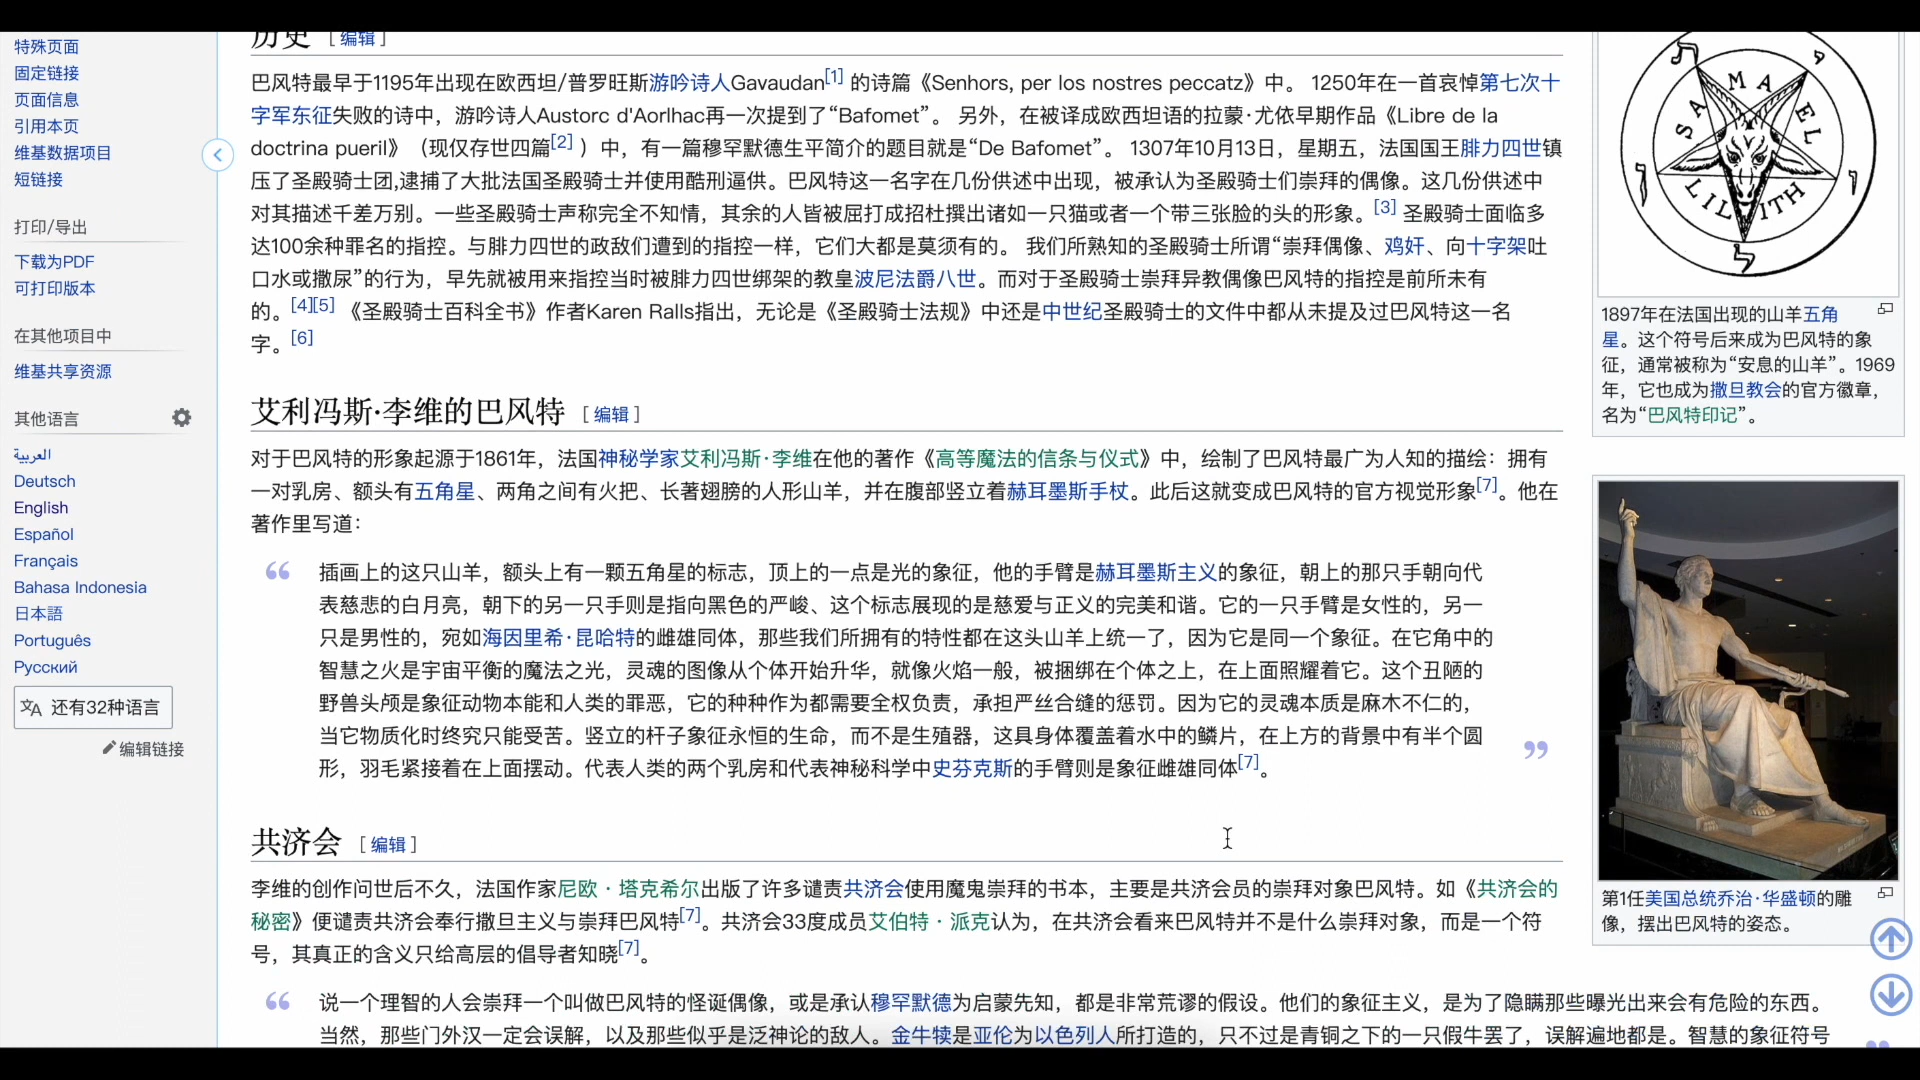 特殊页面
固定链接
页面信息
引用本页
维基数据项目
短链接
打印/导出
下载为PDF
可打印版本
在其他项目中
维基共享资源
其他语言
العربية
Deutsch
English
Español
Français
Bahasa Indonesia
日本語
Português
Русский
还有32种语言
编辑链接
历史 [ 编辑 ]
巴风特最早于1195年出现在欧西坦/普罗旺斯游吟诗人Gavaudan[1] 的诗篇《Senhors, per los nostres peccatz》中。 1250年在一首哀悼第七次十
字军东征失败的诗中，游吟诗人Austorc d'Aorlhac再一次提到了“Bafomet”。 另外，在被译成欧西坦语的拉蒙·尤依早期作品《Libre de la
doctrina pueril》（现仅存世四篇[2] ）中，有一篇穆罕默德生平简介的题目就是“De Bafomet”。 1307年10月13日，星期五，法国国王腓力四世镇
压了圣殿骑士团,逮捕了大批法国圣殿骑士并使用酷刑逼供。巴风特这一名字在几份供述中出现，被承认为圣殿骑士们崇拜的偶像。这几份供述中
对其描述千差万别。一些圣殿骑士声称完全不知情，其余的人皆被屈打成招杜撰出诸如一只猫或者一个带三张脸的头的形象。[3] 圣殿骑士面临多
达100余种罪名的指控。与腓力四世的政敌们遭到的指控一样，它们大都是莫须有的。 我们所熟知的圣殿骑士所谓“崇拜偶像、鸡奸、向十字架吐
口水或撒尿”的行为，早先就被用来指控当时被腓力四世绑架的教皇波尼法爵八世。而对于圣殿骑士崇拜异教偶像巴风特的指控是前所未有
的。[4][5] 《圣殿骑士百科全书》作者Karen Ralls指出，无论是《圣殿骑士法规》中还是中世纪圣殿骑士的文件中都从未提及过巴风特这一名
字。[6]
艾利冯斯·李维的巴风特 [ 编辑 ]
对于巴风特的形象起源于1861年，法国神秘学家艾利冯斯·李维在他的著作《高等魔法的信条与仪式》中，绘制了巴风特最广为人知的描绘：拥有
一对乳房、额头有五角星、两角之间有火把、长著翅膀的人形山羊，并在腹部竖立着赫耳墨斯手杖。此后这就变成巴风特的官方视觉形象[7]。他在
著作里写道：
“ 插画上的这只山羊，额头上有一颗五角星的标志，顶上的一点是光的象征，他的手臂是赫耳墨斯主义的象征，朝上的那只手朝向代
表慈悲的白月亮，朝下的另一只手则是指向黑色的严峻、这个标志展现的是慈爱与正义的完美和谐。它的一只手臂是女性的，另一
只是男性的，宛如海因里希·昆哈特的雌雄同体，那些我们所拥有的特性都在这头山羊上统一了，因为它是同一个象征。在它角中的
智慧之火是宇宙平衡的魔法之光，灵魂的图像从个体开始升华，就像火焰一般，被捆绑在个体之上，在上面照耀着它。这个丑陋的
野兽头颅是象征动物本能和人类的罪恶，它的种种作为都需要全权负责，承担严丝合缝的惩罚。因为它的灵魂本质是麻木不仁的，
当它物质化时终究只能受苦。竖立的杆子象征永恒的生命，而不是生殖器，这具身体覆盖着水中的鳞片，在上方的背景中有半个圆
形，羽毛紧接着在上面摆动。代表人类的两个乳房和代表神秘科学中史芬克斯的手臂则是象征雌雄同体[7]。 ”
共济会 [ 编辑 ]
李维的创作问世后不久，法国作家尼欧·塔克希尔出版了许多谴责共济会使用魔鬼崇拜的书本，主要是共济会员的崇拜对象巴风特。如《共济会的
秘密》便谴责共济会奉行撒旦主义与崇拜巴风特[7]。共济会33度成员艾伯特·派克认为，在共济会看来巴风特并不是什么崇拜对象，而是一个符
号，其真正的含义只给高层的倡导者知晓[7]。
“ 说一个理智的人会崇拜一个叫做巴风特的怪诞偶像，或是承认穆罕默德为启蒙先知，都是非常荒谬的假设。他们的象征主义，是为了隐瞒那些曝光出来会有危险的东西。
当然，那些门外汉一定会误解，以及那些似乎是泛神论的敌人。金牛犊是亚伦为以色列人所打造的，只不过是青铜之下的一只假牛罢了，误解遍地都是。智慧的象征符号
SAMAEL
LILITH
ת
י
ו
ן
ל
1897年在法国出现的山羊五角
星。这个符号后来成为巴风特的象
征，通常被称为“安息的山羊”。1969
年，它也成为撒旦教会的官方徽章，
名为“巴风特印记”。
第1任美国总统乔治·华盛顿的雕
像，摆出巴风特的姿态。